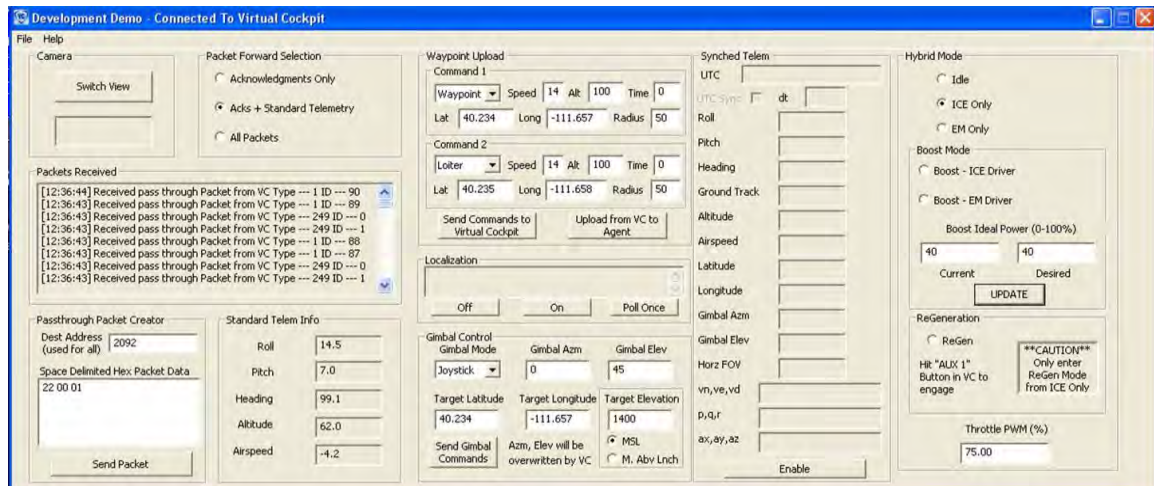 Development Demo - Connected To Virtual Cockpit
File Help
Camera
Switch View
Packet Forward Selection
Acknowledgments Only
Acks + Standard Telemetry
All Packets
Packets Received
[12:36:44] Received pass through Packet from VC Type --- 1 ID --- 90
[12:36:43] Received pass through Packet from VC Type --- 1 ID --- 89
[12:36:43] Received pass through Packet from VC Type --- 249 ID --- 0
[12:36:43] Received pass through Packet from VC Type --- 249 ID --- 1
[12:36:43] Received pass through Packet from VC Type --- 1 ID --- 88
[12:36:43] Received pass through Packet from VC Type --- 1 ID --- 87
[12:36:43] Received pass through Packet from VC Type --- 249 ID --- 0
[12:36:43] Received pass through Packet from VC Type --- 249 ID --- 1
Passthrough Packet Creator
Dest Address 2092
(used for all)
Space Delimited Hex Packet Data
22 00 01
Send Packet
Standard Telem Info
Roll 14.5
Pitch 7.0
Heading 99.1
Altitude 62.0
Airspeed -4.2
Waypoint Upload
Command 1
Waypoint Speed 14 Alt 100 Time 0
Lat 40.234 Long -111.657 Radius 50
Command 2
Loiter Speed 14 Alt 100 Time 0
Lat 40.235 Long -111.658 Radius 50
Send Commands to
Virtual Cockpit
Upload from VC to
Agent
Localization
Off On Poll Once
Gimbal Control
Gimbal Mode Gimbal Azm Gimbal Elev
Joystick 0 45
Target Latitude Target Longitude Target Elevation
40.234 -111.657 1400
Send Gimbal
Commands
Azm, Elev will be
overwritten by VC
MSL
M. Abv Lnch
Synched Telem
UTC
UTC Sync dt
Roll
Pitch
Heading
Ground Track
Altitude
Airspeed
Latitude
Longitude
Gimbal Azm
Gimbal Elev
Horz FOV
vn,ve,vd
p,q,r
ax,ay,az
Enable
Hybrid Mode
Idle
ICE Only
EM Only
Boost Mode
Boost - ICE Driver
Boost - EM Driver
Boost Ideal Power (0-100%)
40 40
Current Desired
UPDATE
ReGeneration
ReGen
Hit "AUX 1"
Button in VC to
engage
**CAUTION**
Only enter
ReGen Mode
from ICE Only
Throttle PWM (%)
75.00